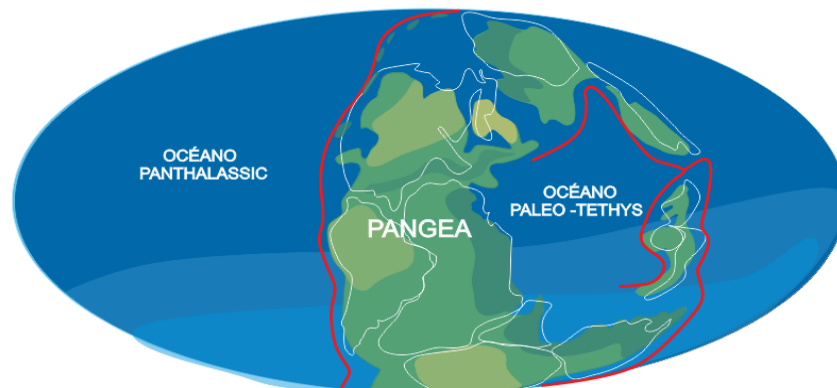 OCÉANO
PANTHALASSIC
OCÉANO
PALEO -TETHYS
PANGEA